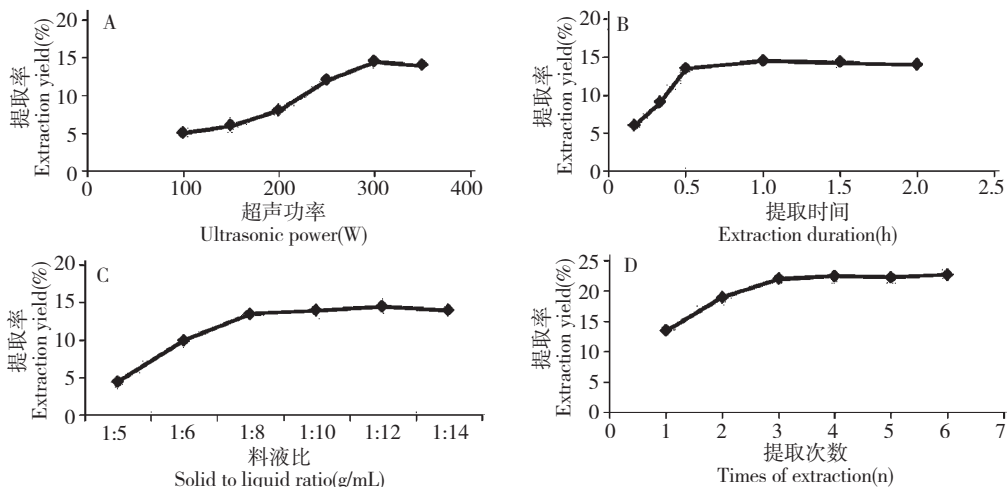 A
20
15
10
5
0
0
100
200
300
400
提取率
Extraction yield(%)
超声功率
Ultrasonic power(W)
B
20
15
10
5
0
0
0.5
1.0
1.5
2.0
2.5
提取率
Extraction yield(%)
提取时间
Extraction duration(h)
C
20
15
10
5
0
1:5
1:6
1:8
1:10
1:12
1:14
提取率
Extraction yield(%)
料液比
Solid to liquid ratio(g/mL)
D
25
20
15
25
5
0
0
1
2
3
4
5
6
7
提取率
Extraction yield(%)
提取次数
Times of extraction(n)